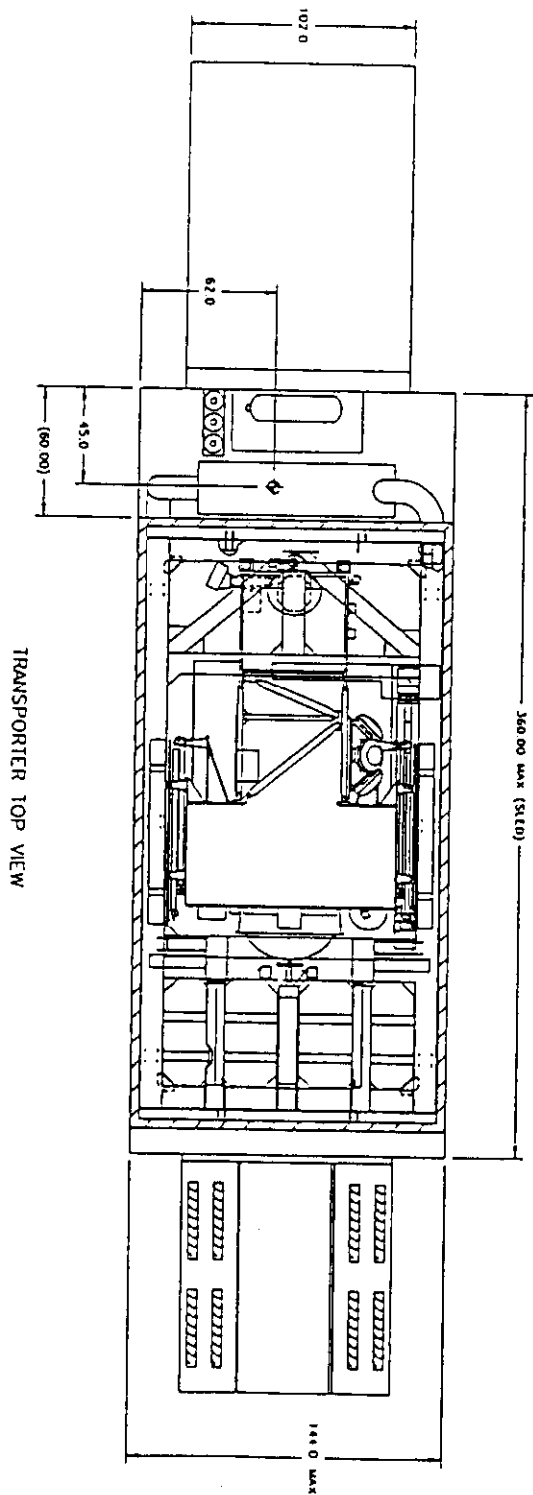 102.0
62.0
45.0
(60.00)
360.00 MAX (SLED)
144.0 MAX
TRANSPORTER TOP VIEW